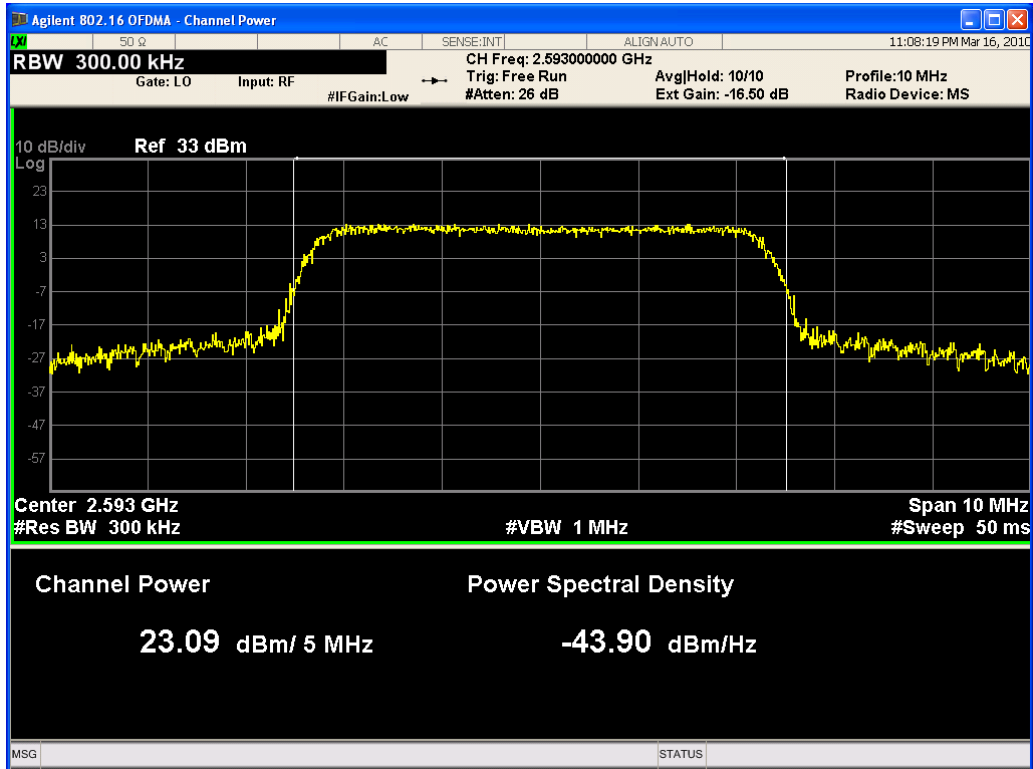 Agilent 802.16 OFDMA - Channel Power
LXI 50 Ω AC SENSE:INT ALIGN AUTO 11:08:19 PM Mar 16, 2010
RBW 300.00 kHz
Gate: LO Input: RF #IFGain:Low
CH Freq: 2.593000000 GHz
Trig: Free Run Avg|Hold: 10/10 Profile:10 MHz
#Atten: 26 dB Ext Gain: -16.50 dB Radio Device: MS
10 dB/div Ref 33 dBm
Log
23
13
3
-7
-17
-27
-37
-47
-57
Center 2.593 GHz Span 10 MHz
#Res BW 300 kHz #VBW 1 MHz #Sweep 50 ms
Channel Power Power Spectral Density
23.09 dBm/ 5 MHz -43.90 dBm/Hz
MSG STATUS